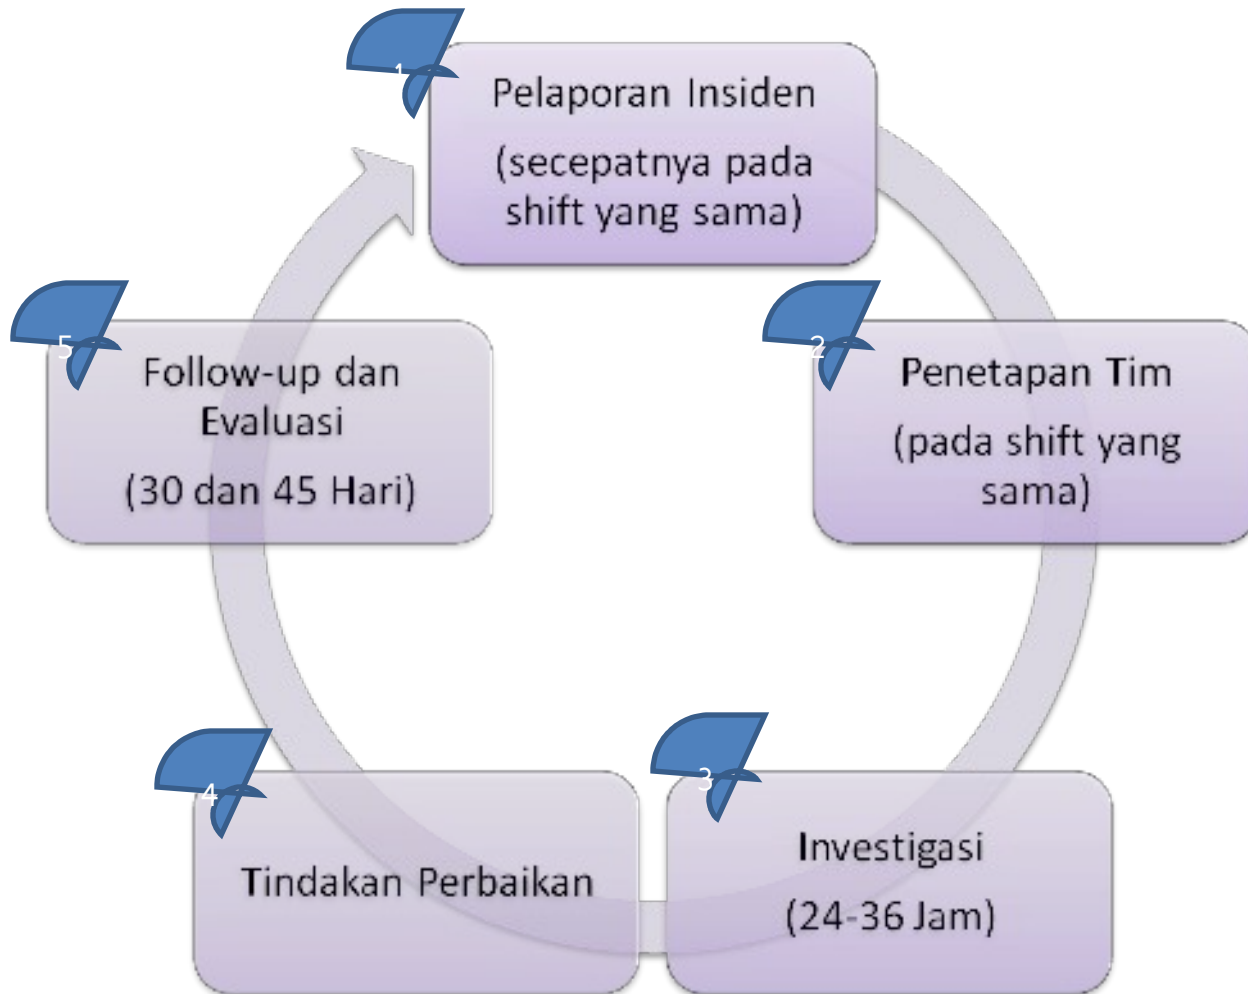 1
Pelaporan Insiden
(secepatnya pada
shift yang sama)
2
Penetapan Tim
(pada shift yang
sama)
3
Investigasi
(24-36 Jam)
4
Tindakan Perbaikan
5
Follow-up dan
Evaluasi
(30 dan 45 Hari)